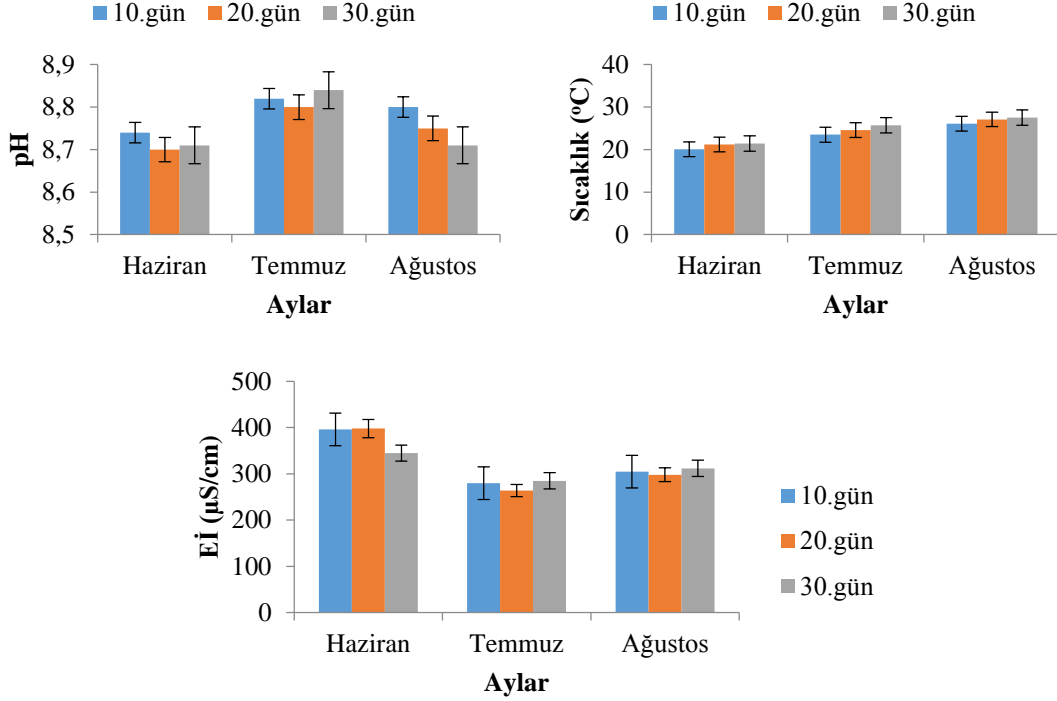 10.gün 20.gün 30.gün
pH
8,9
8,8
8,7
8,6
8,5
Haziran Temmuz Ağustos
Aylar
10.gün 20.gün 30.gün
Sıcaklık (ᵒC)
40
30
20
10
0
Haziran Temmuz Ağustos
Aylar
Eİ (µS/cm)
500
400
300
200
100
0
Haziran Temmuz Ağustos
Aylar
10.gün
20.gün
30.gün